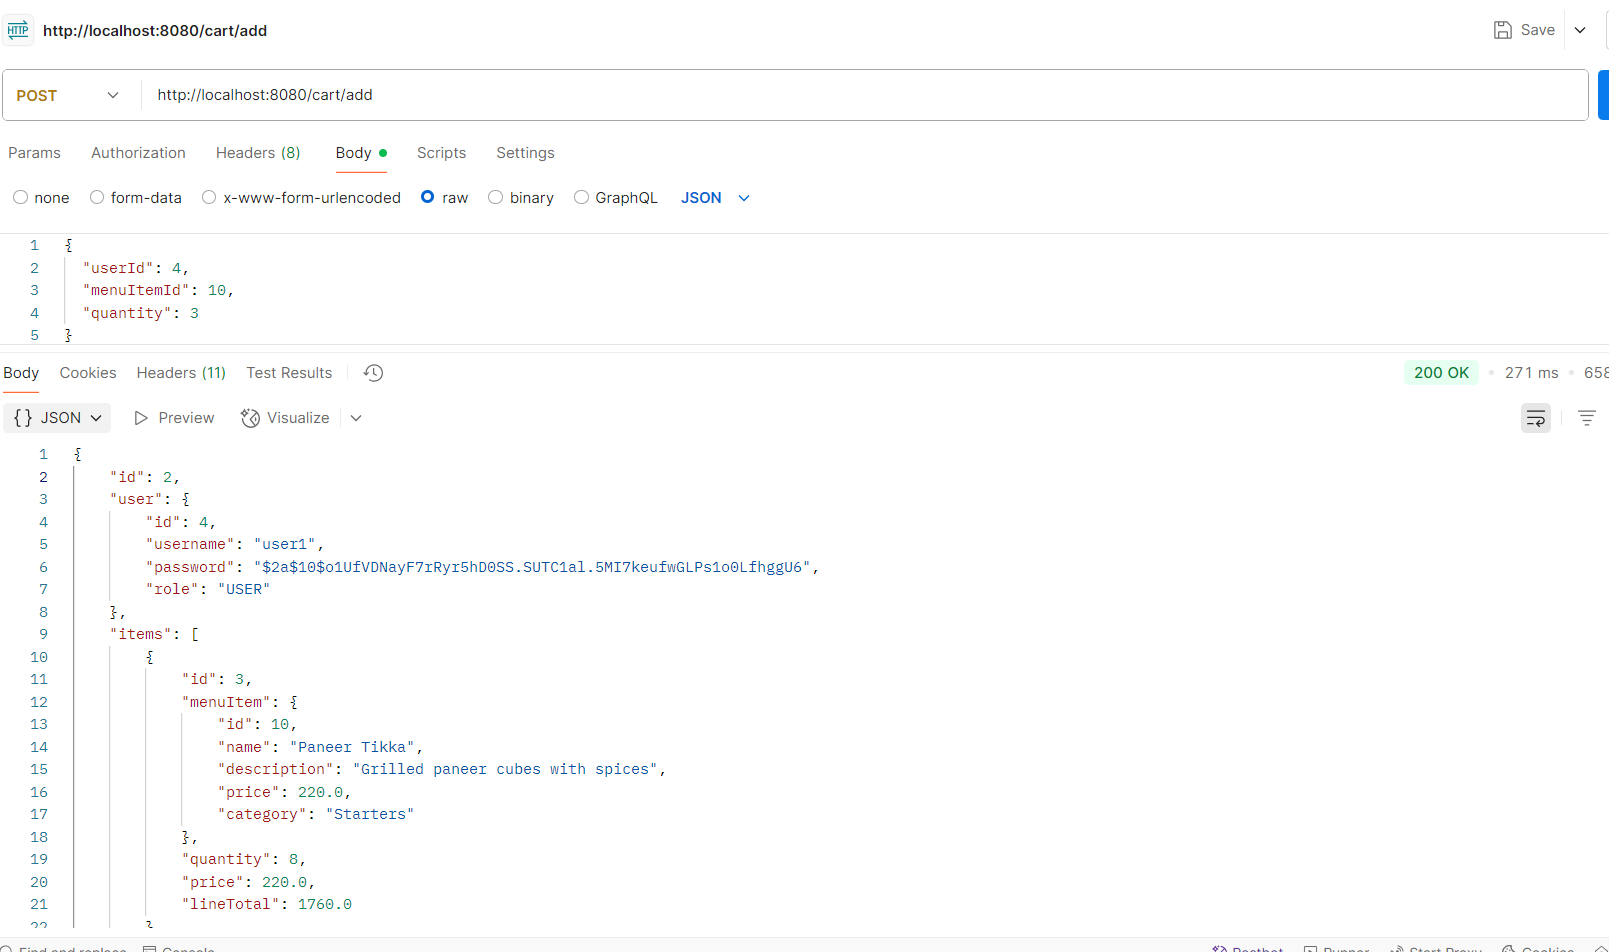 HTTP http://localhost:8080/cart/add Save
POST http://localhost:8080/cart/add
Params Authorization Headers (8) Body Scripts Settings
none form-data x-www-form-urlencoded raw binary GraphQL JSON
1 {
2 "userId": 4,
3 "menuItemId": 10,
4 "quantity": 3
5 }
Body Cookies Headers (11) Test Results 200 OK 271 ms 658
{} JSON Preview Visualize
1 {
2 "id": 2,
3 "user": {
4 "id": 4,
5 "username": "user1",
6 "password": "$2a$10$o1UfVDNayF7rRyr5hD0SS.SUTC1al.5MI7keufwGLPs1o0LfhggU6",
7 "role": "USER"
8 },
9 "items": [
10 {
11 "id": 3,
12 "menuItem": {
13 "id": 10,
14 "name": "Paneer Tikka",
15 "description": "Grilled paneer cubes with spices",
16 "price": 220.0,
17 "category": "Starters"
18 },
19 "quantity": 8,
20 "price": 220.0,
21 "lineTotal": 1760.0
22 }
Find and replace Console Postbot Runner Start Proxy Cookies